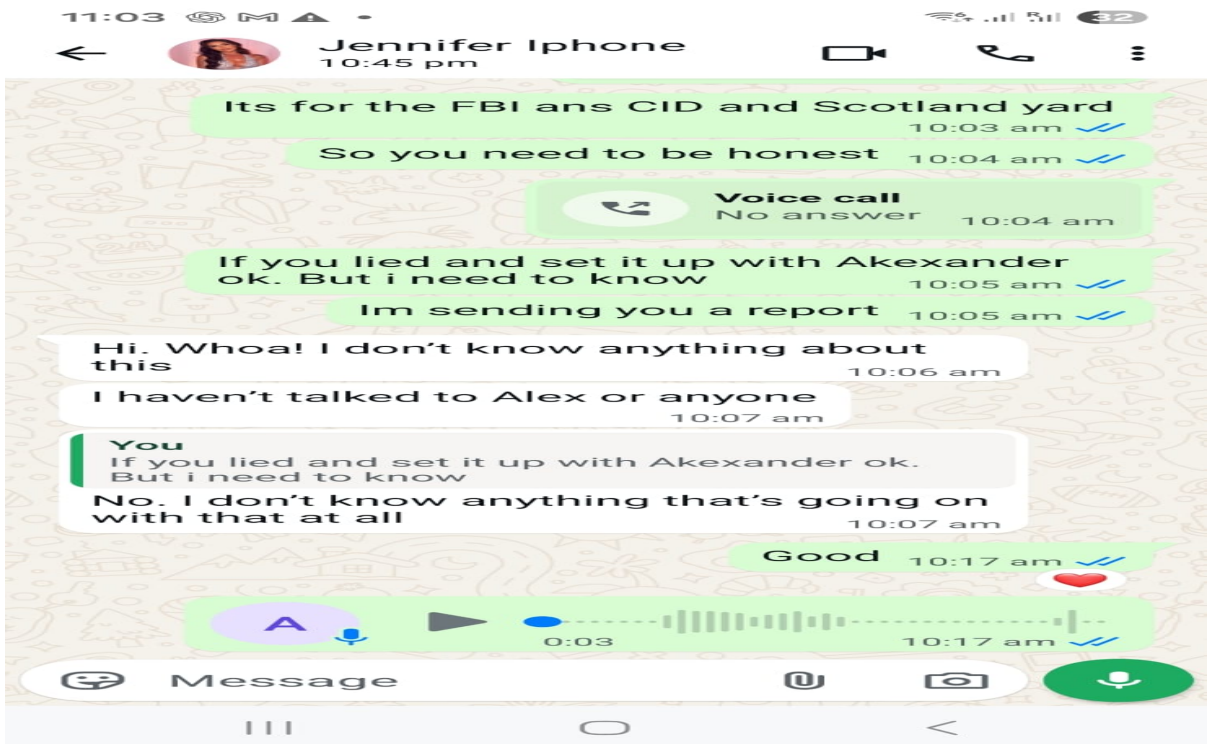 11:03
32
Jennifer Iphone
10:45 pm
Its for the FBI ans CID and Scotland yard
10:03 am
So you need to be honest 10:04 am
Voice call
No answer 10:04 am
If you lied and set it up with Akexander
ok. But i need to know 10:05 am
Im sending you a report 10:05 am
Hi. Whoa! I don't know anything about
this 10:06 am
I haven't talked to Alex or anyone
10:07 am
You
If you lied and set it up with Akexander ok.
But i need to know
No. I don't know anything that's going on
with that at all 10:07 am
Good 10:17 am
A
0:03 10:17 am
Message